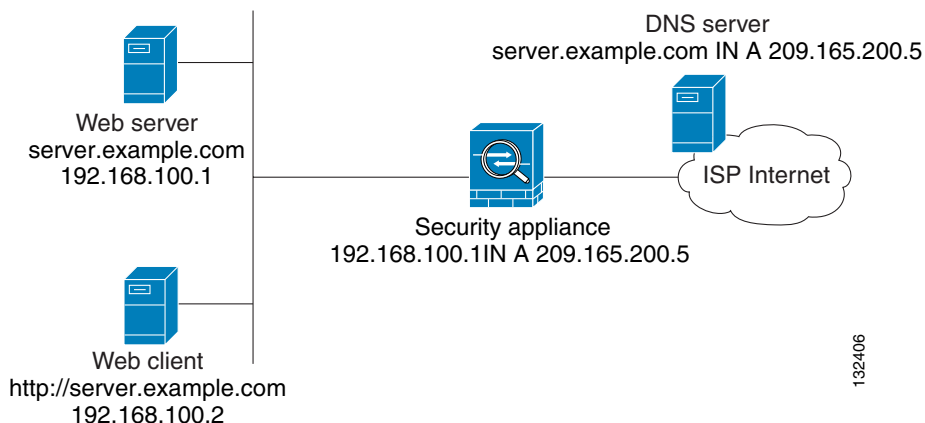 DNS server
server.example.com IN A 209.165.200.5
Web server
server.example.com
192.168.100.1
ISP Internet
Security appliance
192.168.100.1IN A 209.165.200.5
Web client
http://server.example.com
192.168.100.2
132406